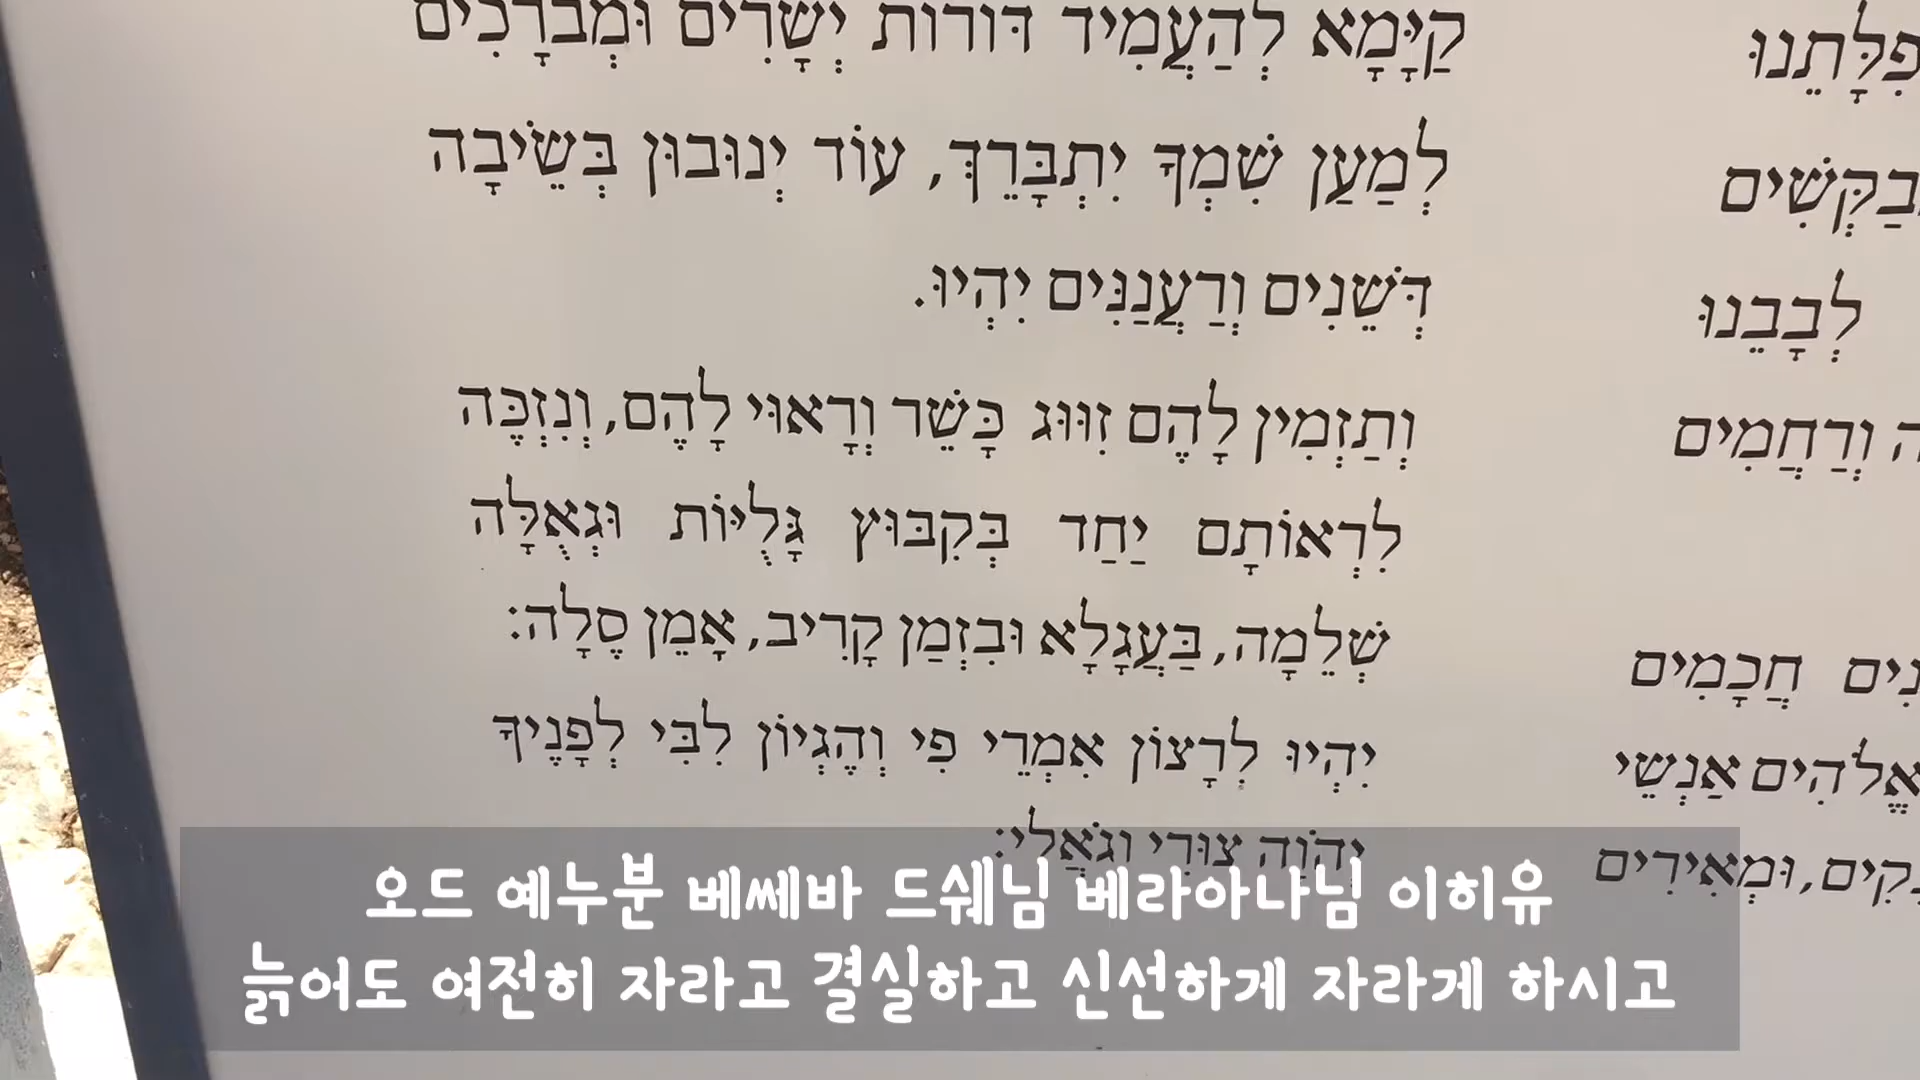 פִלָּתֵנוּ
בַקְּשִׁים
לְבָבֵנוּ
ה וְרַחֲמִים
נִים חֲכָמִים
אֱלֹהִים אַנְשֵׁי
בֵקִים, וּמְאִירִים
קַיָּמָא לְהַעֲמִיד דּוֹרוֹת יְשָׁרִים וּמְבֹרָכִים
לְמַעַן שִׁמְךָ יִתְבָּרֵךְ, עוֹד יְנוּבוּן בְּשֵׂיבָה
דְּשֵׁנִים וְרַעֲנַנִּים יִהְיוּ.
וְתַזְמִין לָהֶם זִוּוּג כָּשֵׁר וְרָאוּי לָהֶם, וְנִזְכֶּה
לִרְאוֹתָם יַחַד בְּקִבּוּץ גָּלֻיּוֹת וּגְאֻלָּה
שְׁלֵמָה, בַּעֲגָלָא וּבִזְמַן קָרִיב, אָמֵן סֶלָה:
יִהְיוּ לְרָצוֹן אִמְרֵי פִי וְהֶגְיוֹן לִבִּי לְפָנֶיךָ
יְהֹוָה צוּרִי וְגֹאֲלִי:
오드 예누분 베쎄바 드쉐님 베라아나님 이히유
늙어도 여전히 자라고 결실하고 신선하게 자라게 하시고